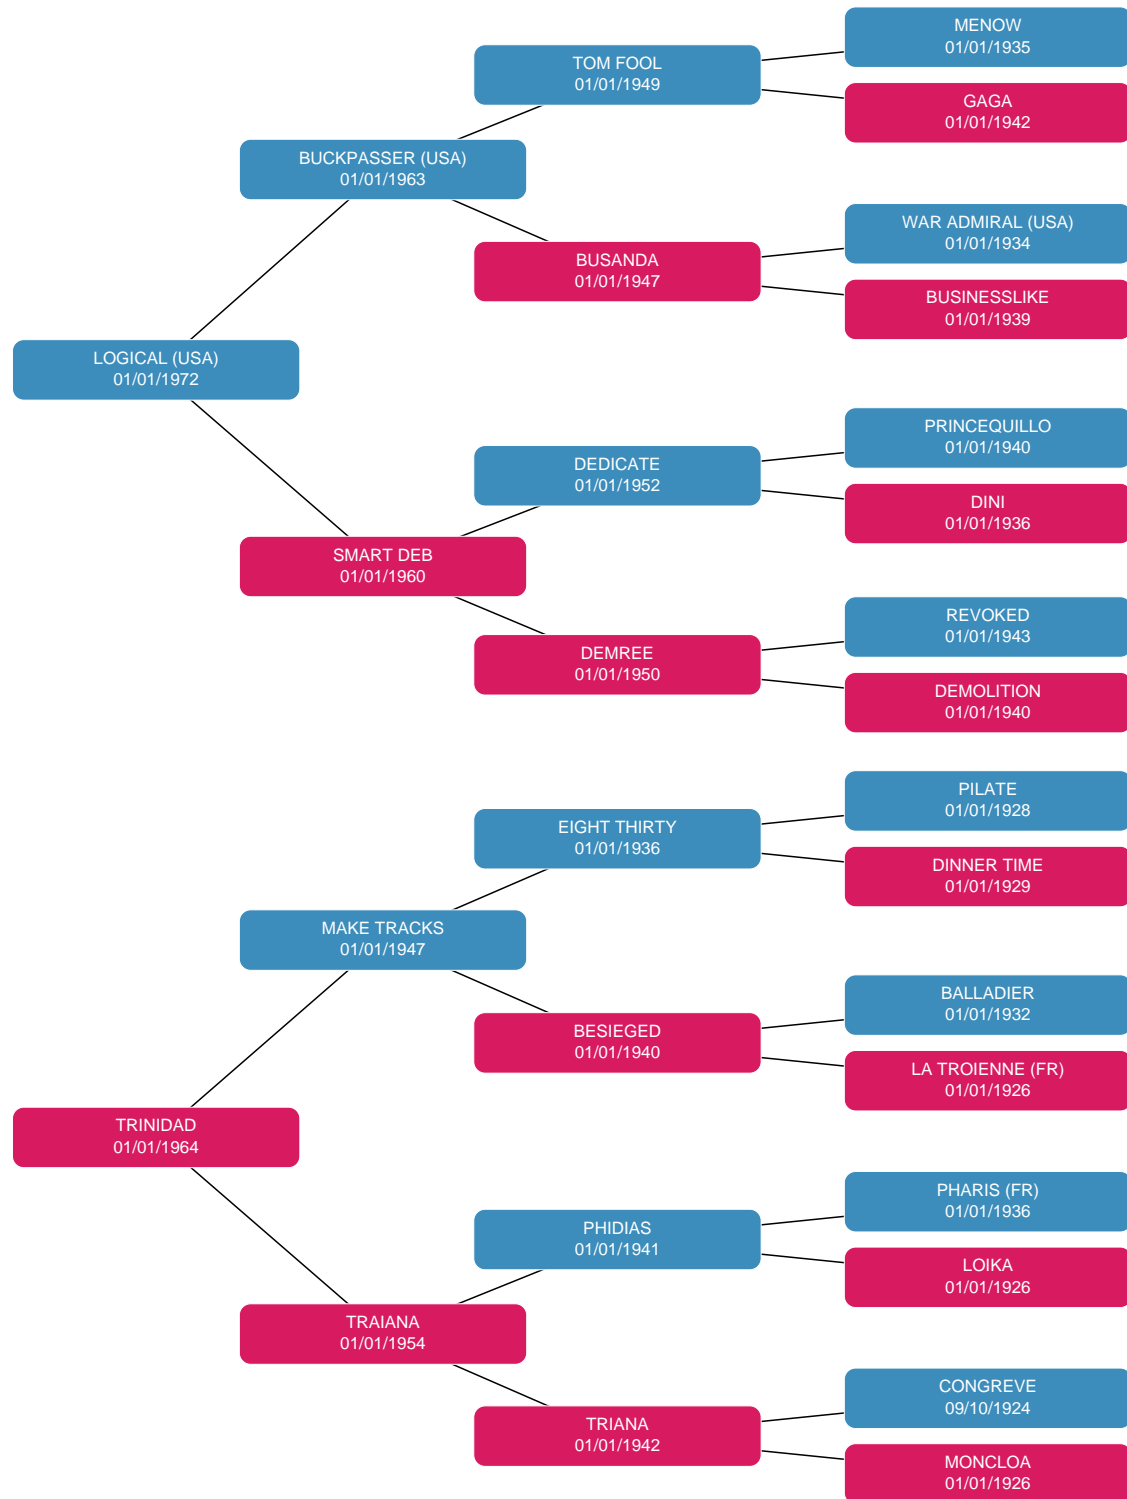 MENOW
01/01/1935
TOM FOOL
01/01/1949
GAGA
01/01/1942
BUCKPASSER (USA)
01/01/1963
WAR ADMIRAL (USA)
01/01/1934
BUSANDA
01/01/1947
BUSINESSLIKE
01/01/1939
LOGICAL (USA)
01/01/1972
PRINCEQUILLO
01/01/1940
DEDICATE
01/01/1952
DINI
01/01/1936
SMART DEB
01/01/1960
REVOKED
01/01/1943
DEMREE
01/01/1950
DEMOLITION
01/01/1940
PILATE
01/01/1928
EIGHT THIRTY
01/01/1936
DINNER TIME
01/01/1929
MAKE TRACKS
01/01/1947
BALLADIER
01/01/1932
BESIEGED
01/01/1940
LA TROIENNE (FR)
01/01/1926
TRINIDAD
01/01/1964
PHARIS (FR)
01/01/1936
PHIDIAS
01/01/1941
LOIKA
01/01/1926
TRAIANA
01/01/1954
CONGREVE
09/10/1924
TRIANA
01/01/1942
MONCLOA
01/01/1926